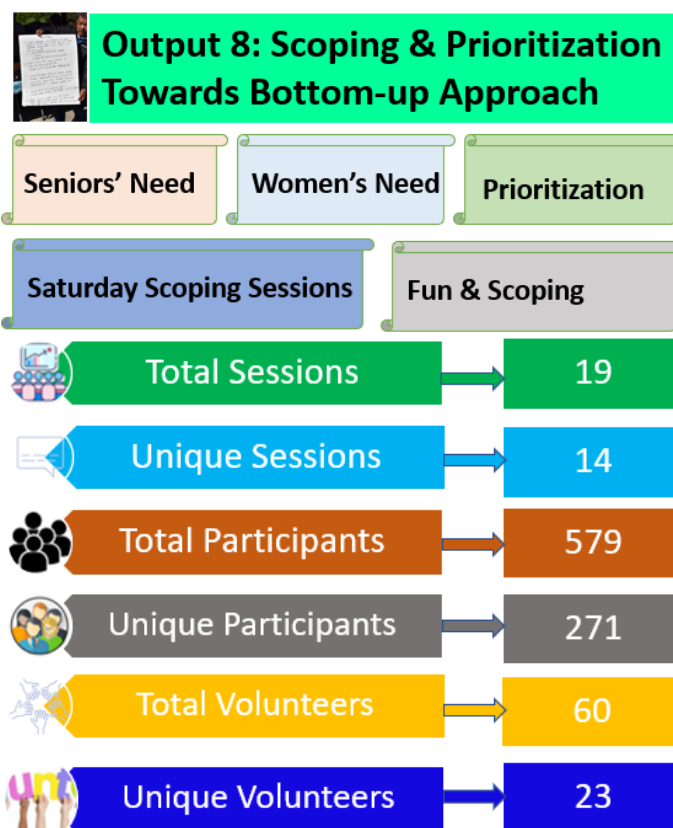 Output 8: Scoping & Prioritization
Towards Bottom-up Approach
Seniors’ Need
Women’s Need
Prioritization
Saturday Scoping Sessions
Fun & Scoping
Total Sessions 19
Unique Sessions 14
Total Participants 579
Unique Participants 271
Total Volunteers 60
unt
Unique Volunteers 23